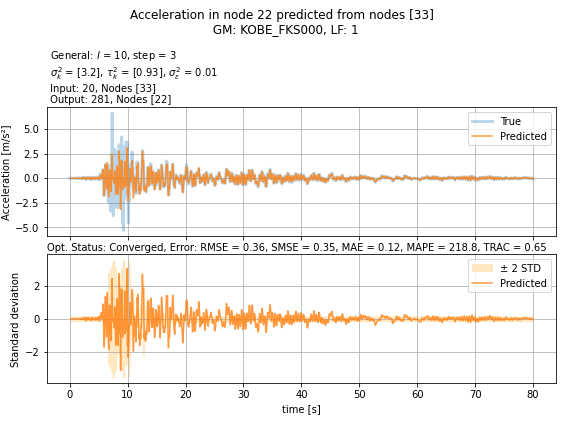 Acceleration in node 22 predicted from nodes [33]
GM: KOBE_FKS000, LF: 1
General: l = 10, step = 3
σ²ₖ = [3.2], τ²ₖ = [0.93], σ²ε = 0.01
Input: 20, Nodes [33]
Output: 281, Nodes [22]
Acceleration [m/s²]
5.0
2.5
0.0
−2.5
−5.0
True
Predicted
Opt. Status: Converged, Error: RMSE = 0.36, SMSE = 0.35, MAE = 0.12, MAPE = 218.8, TRAC = 0.65
Standard deviation
2
0
−2
± 2 STD
Predicted
0 10 20 30 40 50 60 70 80
time [s]